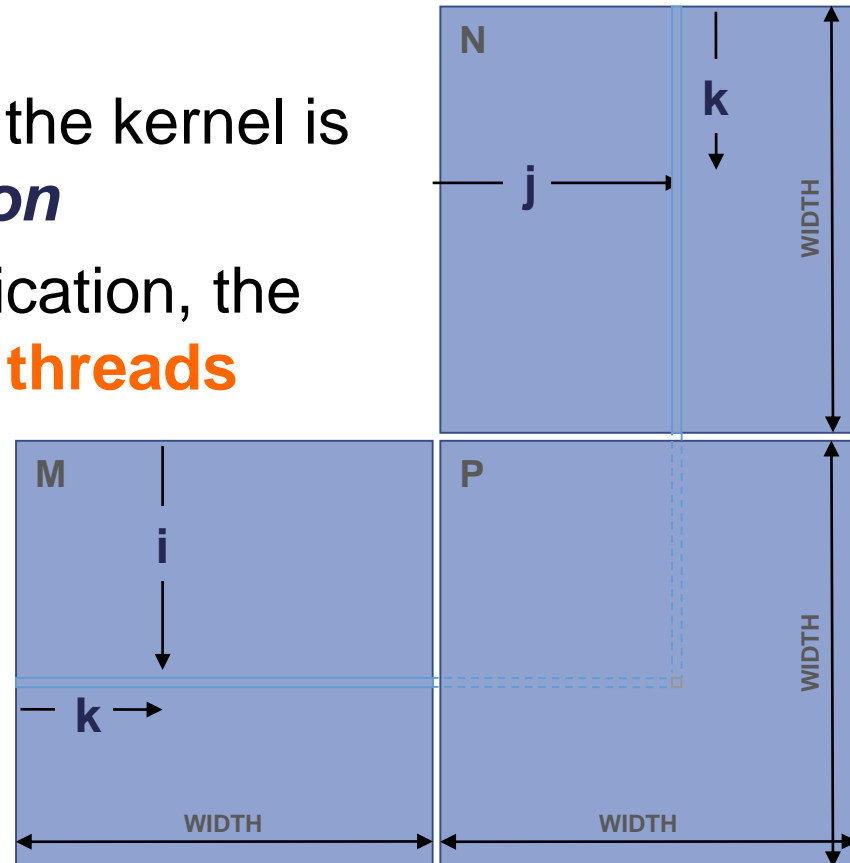 N
the kernel is
k
on
j
WIDTH
ication, the
threads
M
P
i
WIDTH
k
WIDTH
WIDTH